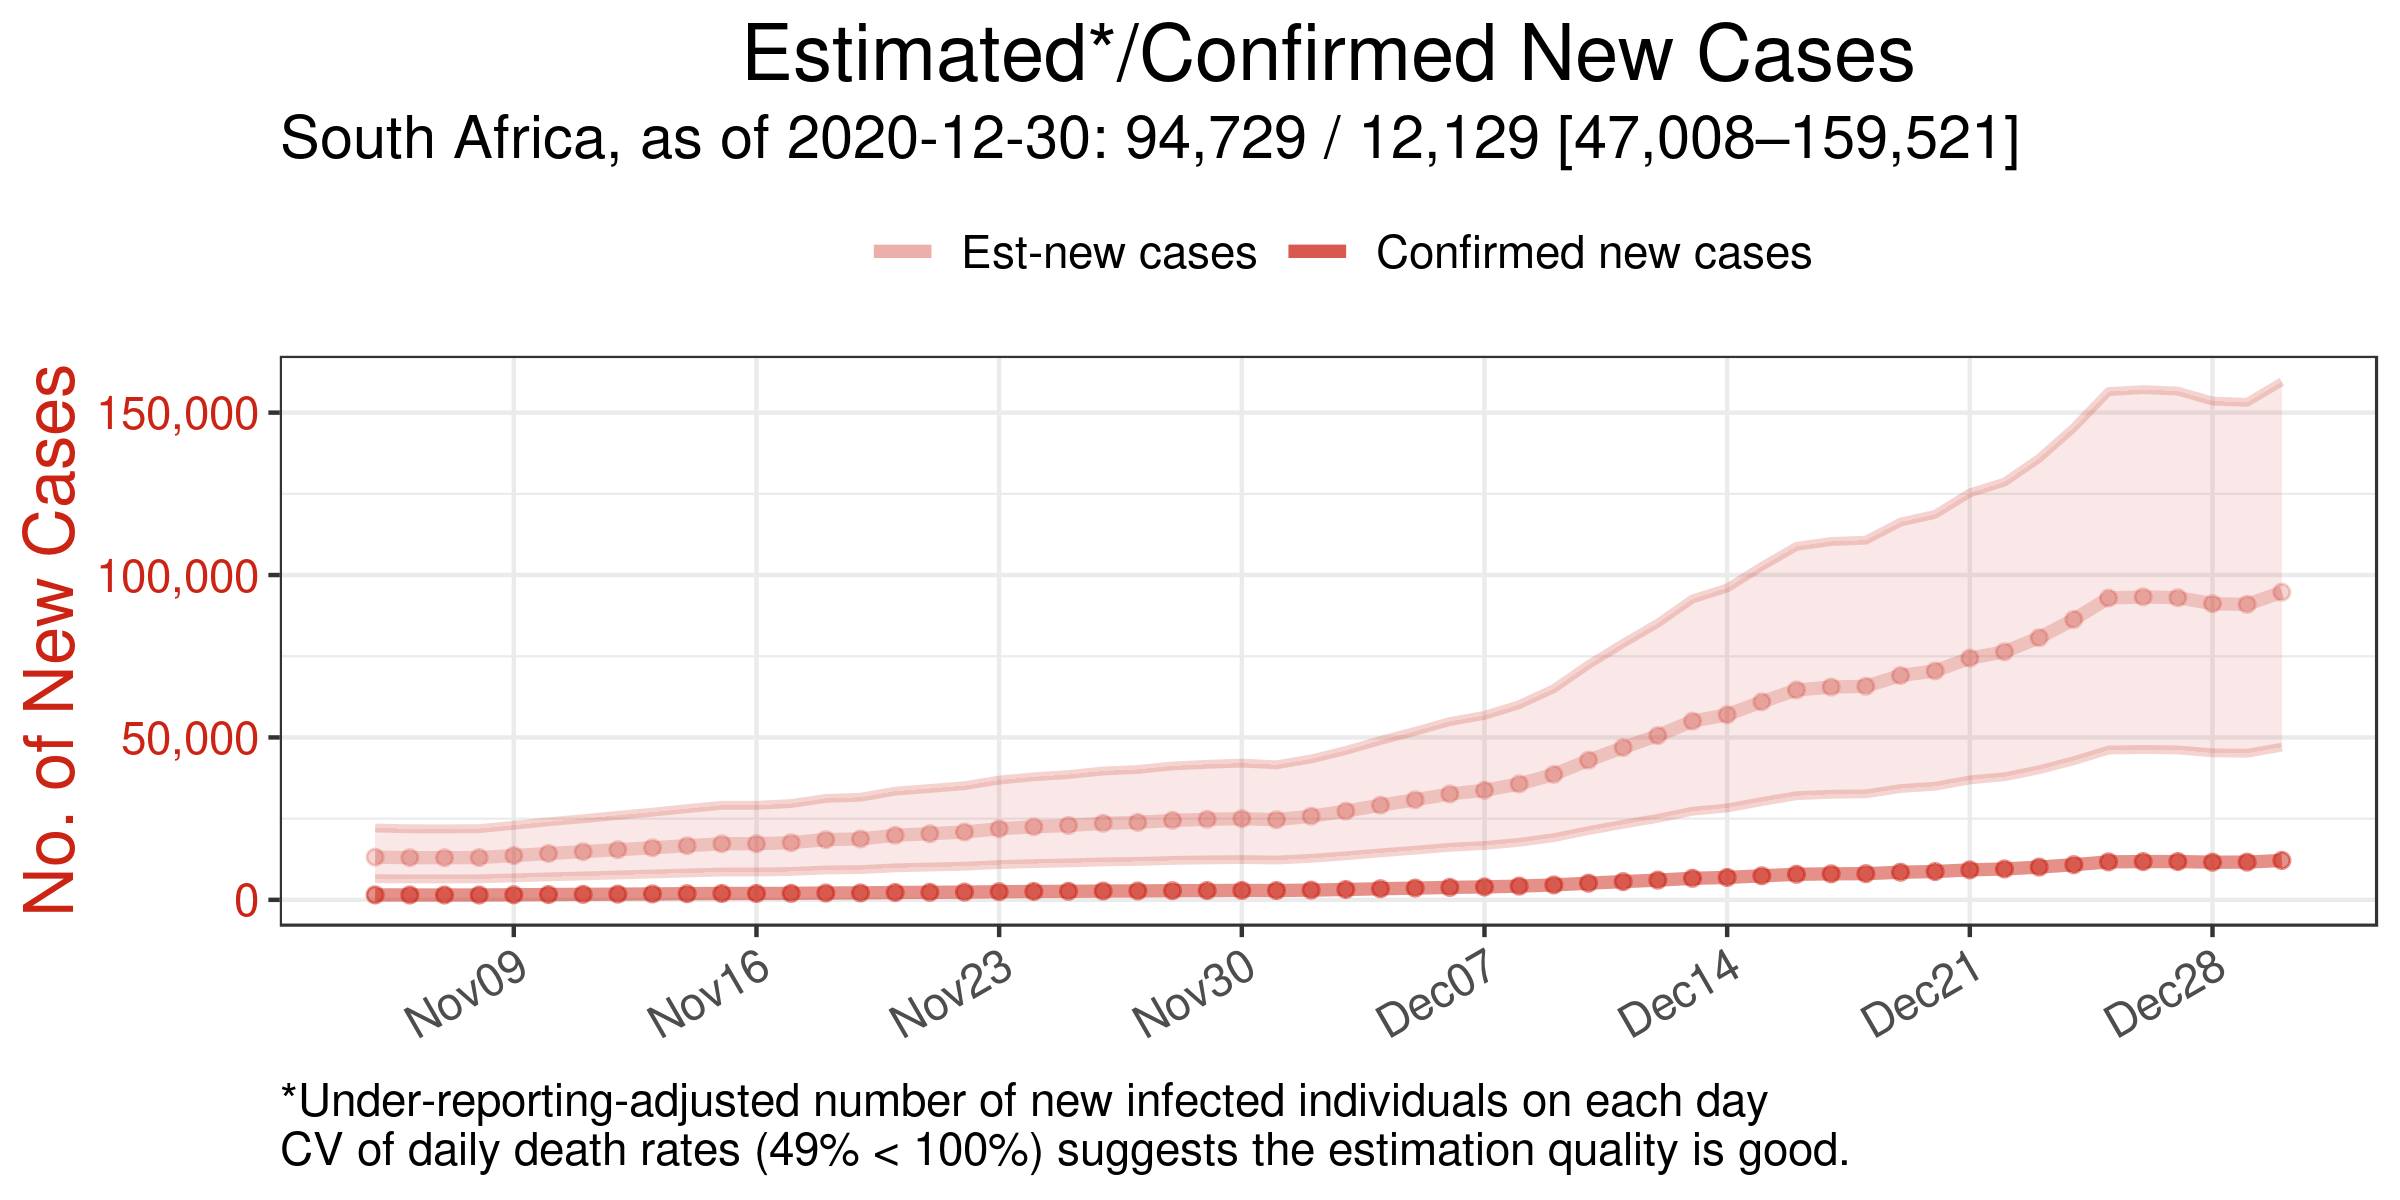 Estimated*/Confirmed New Cases
South Africa, as of 2020-12-30: 94,729 / 12,129 [47,008–159,521]
Est-new cases
Confirmed new cases
No. of New Cases
150,000
100,000
50,000
0
Nov09
Nov16
Nov23
Nov30
Dec07
Dec14
Dec21
Dec28
*Under-reporting-adjusted number of new infected individuals on each day
CV of daily death rates (49% < 100%) suggests the estimation quality is good.